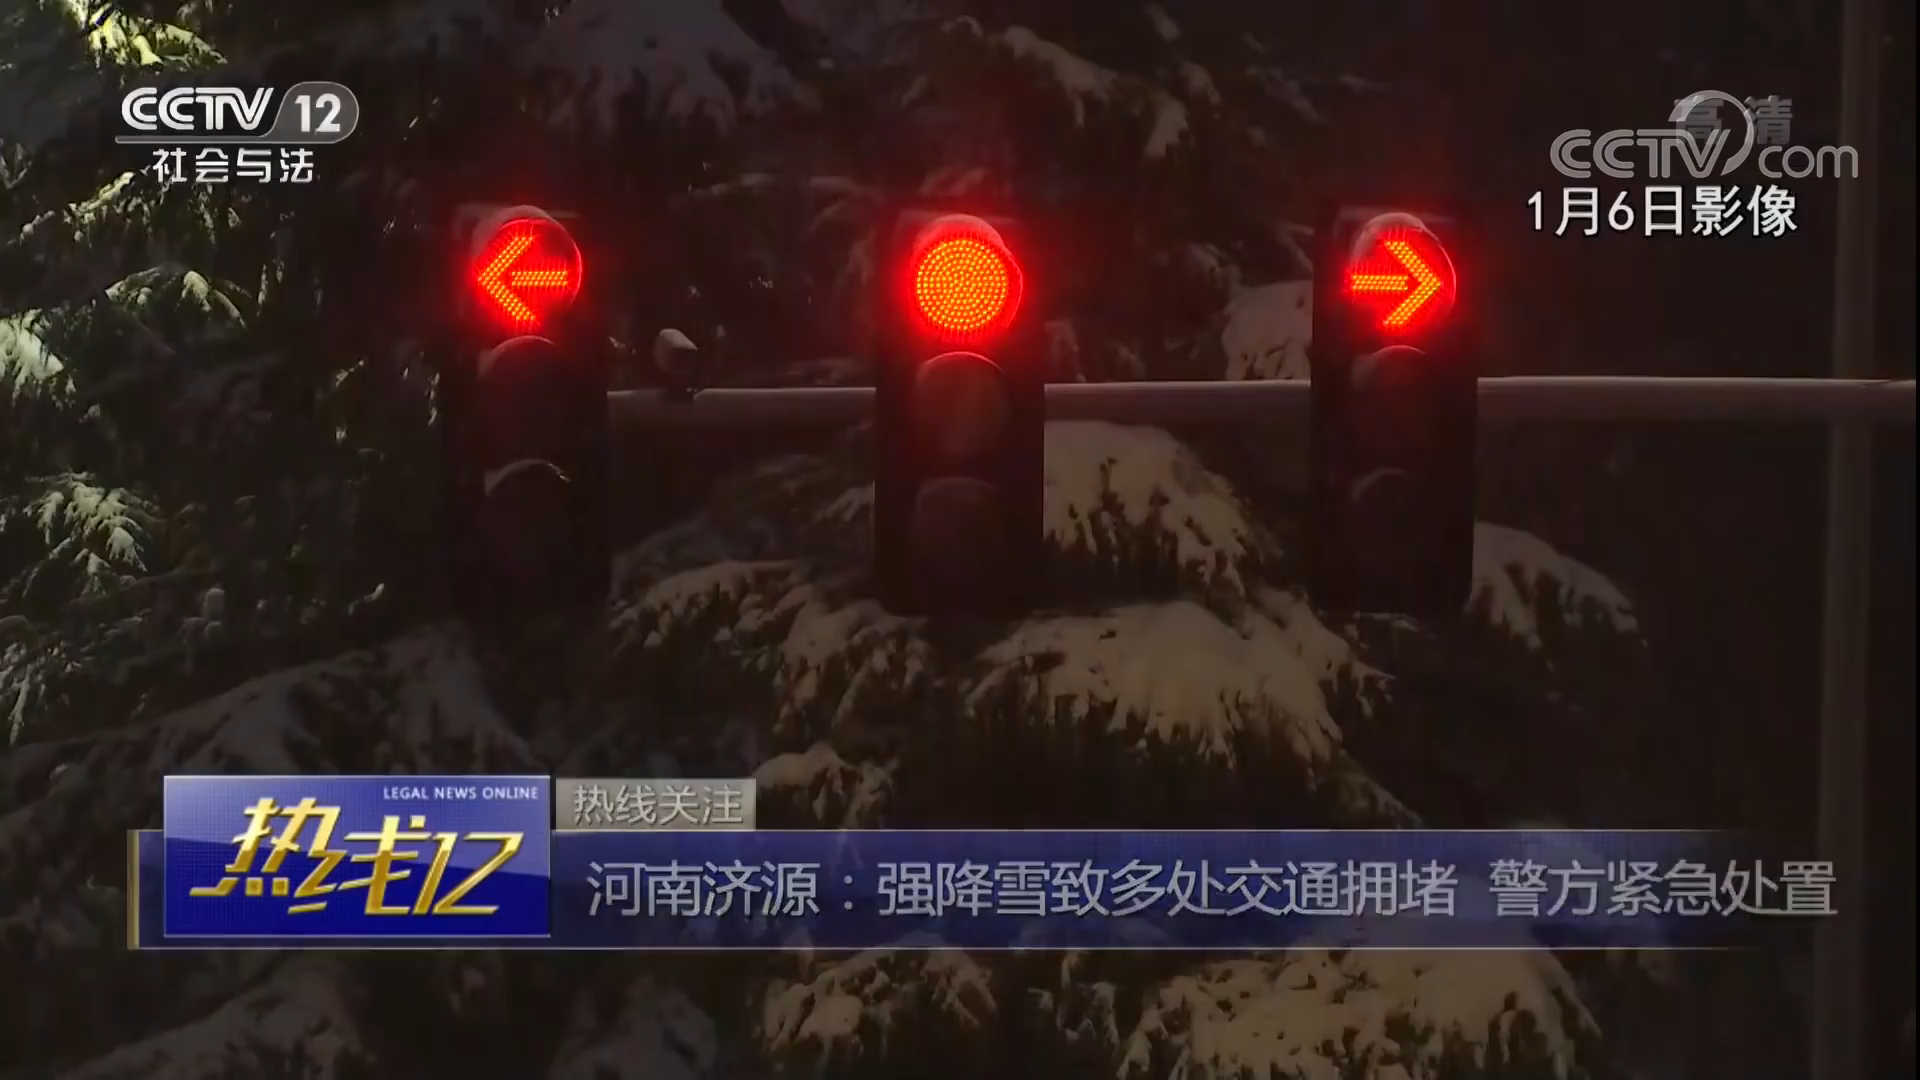 CCTV 12
社会与法
高清
CCTV.com
1月6日影像
LEGAL NEWS ONLINE
热线12
热线关注
河南济源：强降雪致多处交通拥堵 警方紧急处置